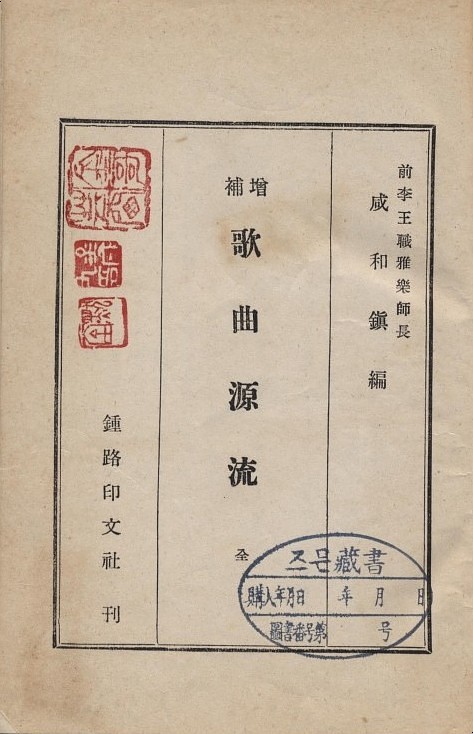 前李王職雅樂師長
咸和鎭編
增補
歌曲源流
全
鍾路印文社 刊
즈믄藏書
購入年月日 年 月 日
圖書番号第 号